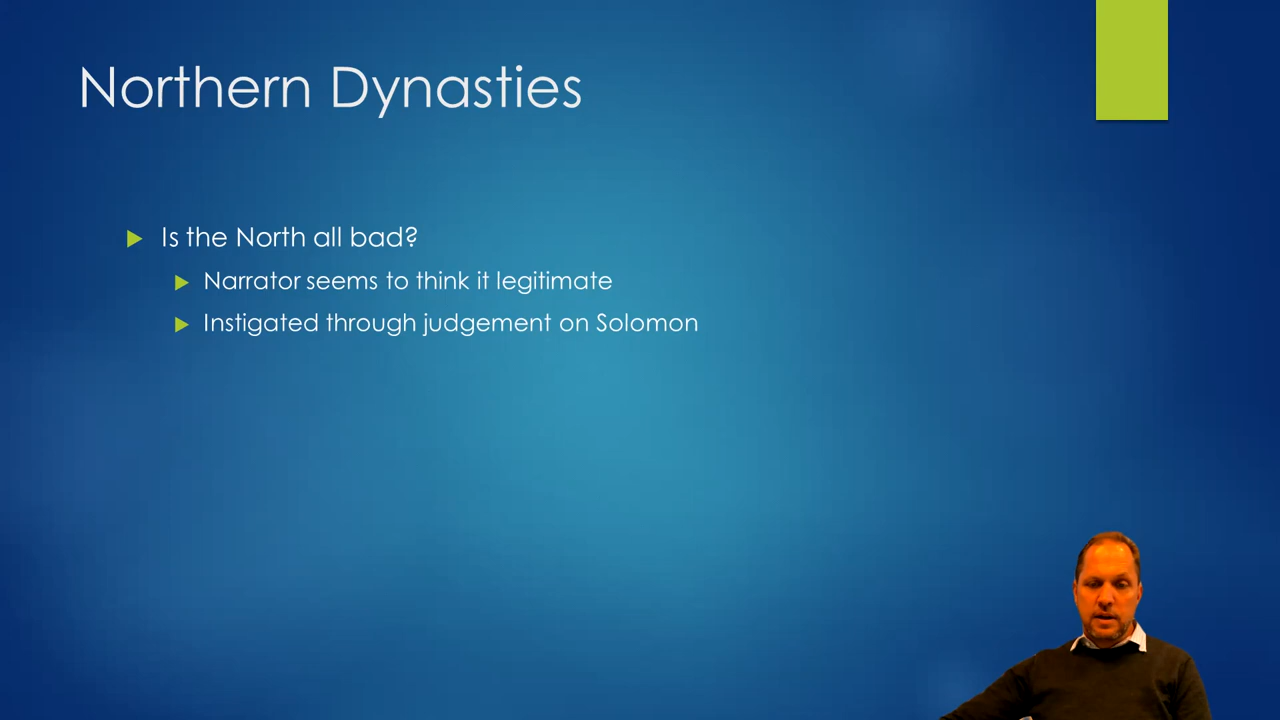 Northern Dynasties
Is the North all bad?
Narrator seems to think it legitimate
Instigated through judgement on Solomon